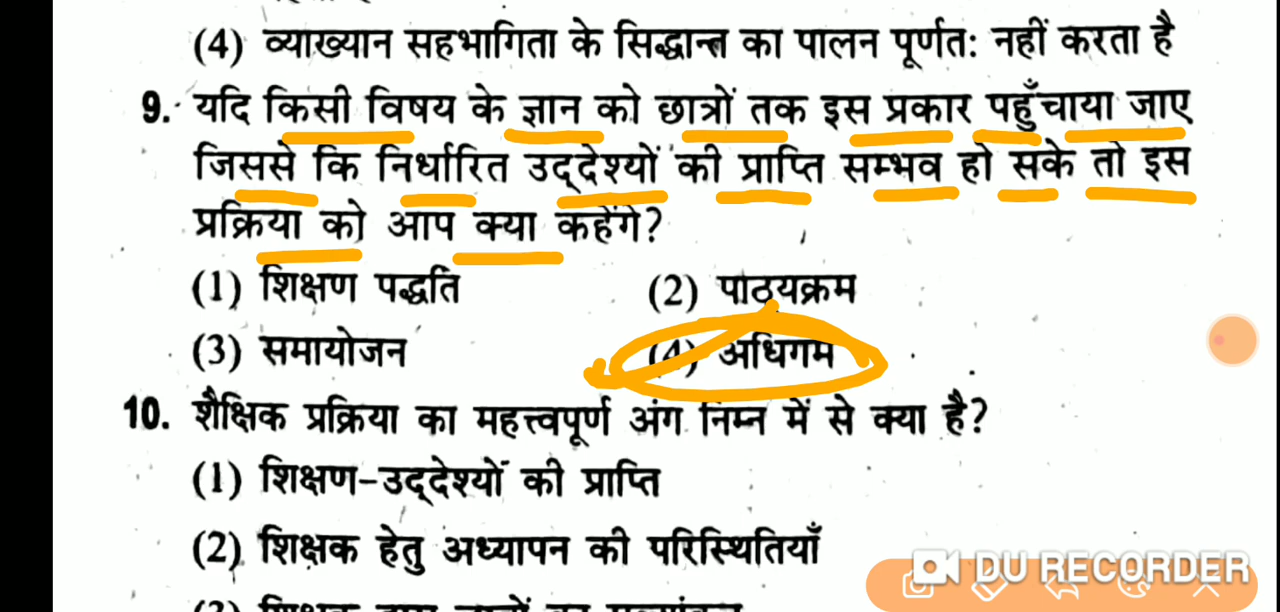 (4) व्याख्यान सहभागिता के सिद्धान्त का पालन पूर्णत: नहीं करता है
9. यदि किसी विषय के ज्ञान को छात्रों तक इस प्रकार पहुँचाया जाए
जिससे कि निर्धारित उद्देश्यों की प्राप्ति सम्भव हो सके तो इस
प्रक्रिया को आप क्या कहेंगे?
(1) शिक्षण पद्धति (2) पाठ्यक्रम
(3) समायोजन (4) अधिगम
10. शैक्षिक प्रक्रिया का महत्त्वपूर्ण अंग निम्न में से क्या है?
(1) शिक्षण-उद्देश्यों की प्राप्ति
(2) शिक्षक हेतु अध्यापन की परिस्थितियाँ
DU RECORDER